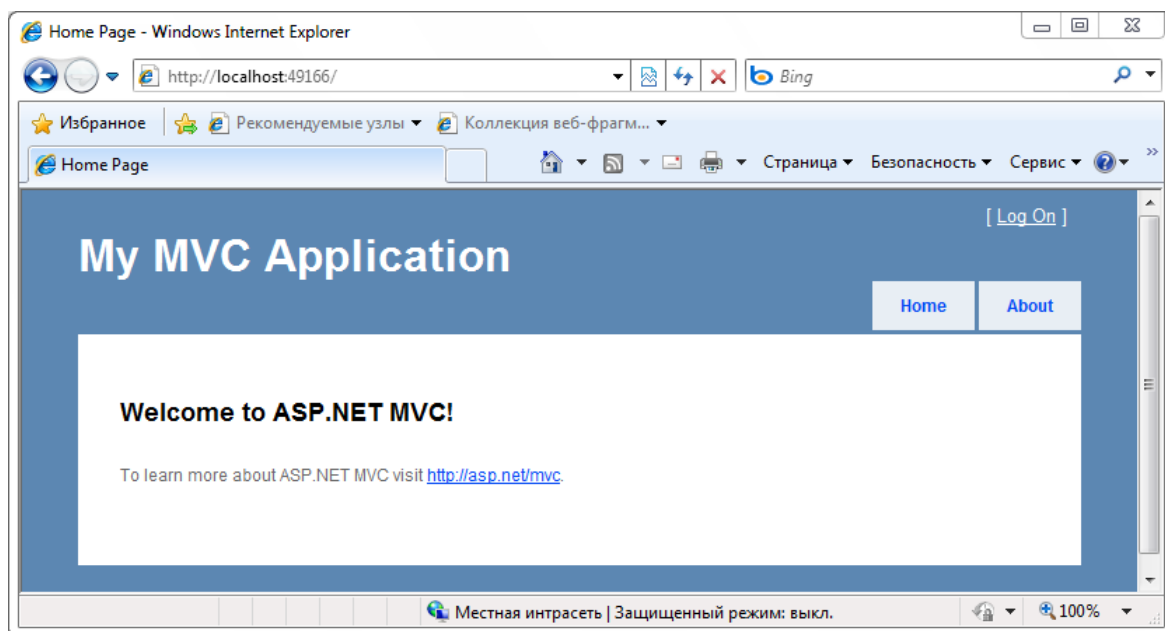 Home Page - Windows Internet Explorer
http://localhost:49166/
Bing
Избранное
Рекомендуемые узлы
Коллекция веб-фрагм...
Home Page
Страница
Безопасность
Сервис
[ Log On ]
My MVC Application
Home
About
Welcome to ASP.NET MVC!
To learn more about ASP.NET MVC visit http://asp.net/mvc.
Местная интрасеть | Защищенный режим: выкл.
100%